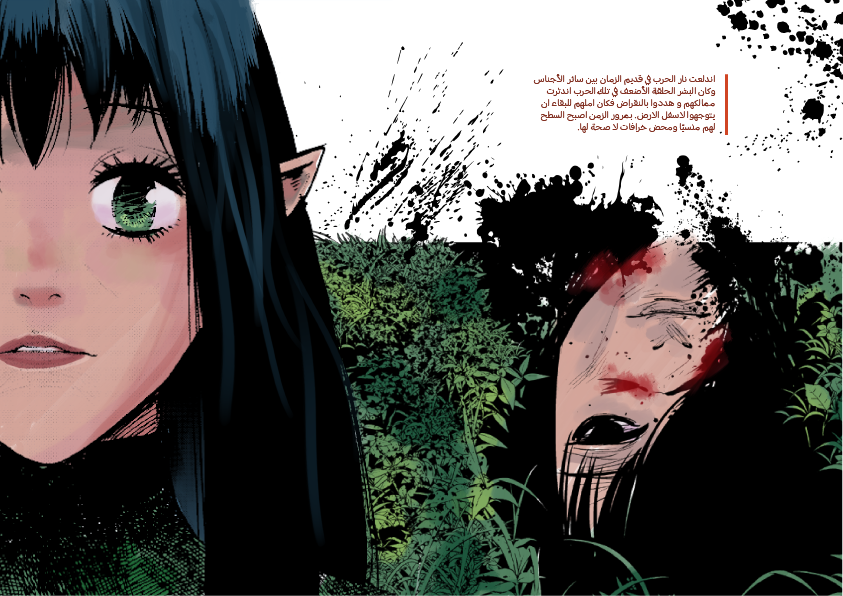 اندلعت نار الحرب في قديم الزمان بين سائر الأجناس
وكان البشر الحلقة الأضعف في تلك الحرب اندثرت
ممالكهم و هددوا بالنقراض فكان املهم للبقاء ان
يتوجهوا لاسفل الارض. بمرور الزمن اصبح السطح
لهم منسيًا ومحض خرافات لا صحة لها.